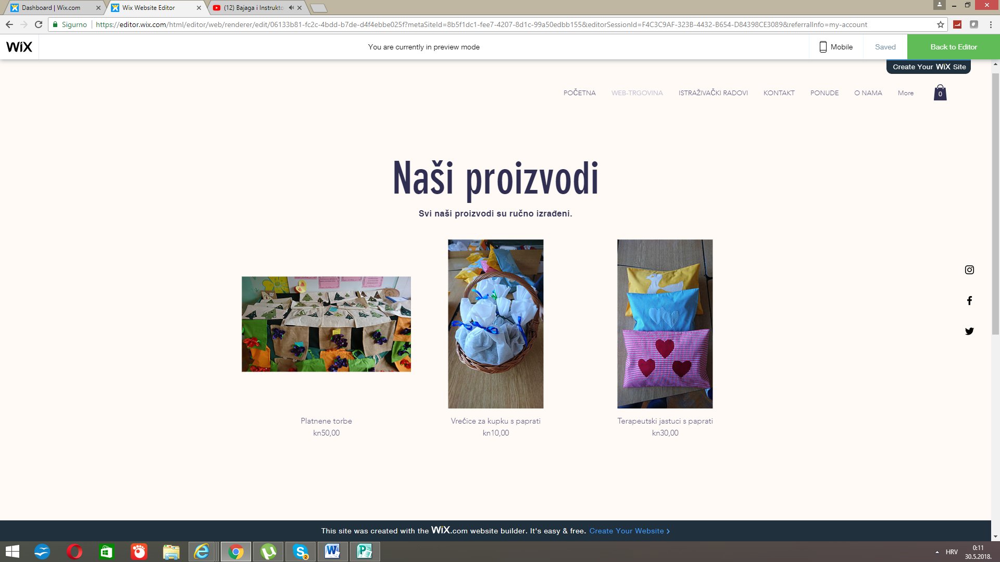 Dashboard | Wix.com
Wix Website Editor
(12) Bajaga i Instrukto
Sigurno
https://editor.wix.com/html/editor/web/renderer/edit/06133b81-fc2c-4bdd-b7de-d4f4ebbe025f?metaSiteId=8b5f1dc1-fee7-4207-8d1c-99a50edbb155&editorSessionId=F4C3C9AF-323B-4432-B654-D84398CE3089&referralInfo=my-account
WiX
You are currently in preview mode
Mobile
Saved
Back to Editor
Create Your WiX Site
POČETNA
WEB-TRGOVINA
ISTRAŽIVAČKI RADOVI
KONTAKT
PONUDE
O NAMA
More
0
Naši proizvodi
Svi naši proizvodi su ručno izrađeni.
Platnene torbe
kn50,00
Vrećice za kupku s paprati
kn10,00
Terapeutski jastuci s paprati
kn30,00
This site was created with the WiX.com website builder. It's easy & free. Create Your Website >
2
HRV
0:11
30.5.2018.